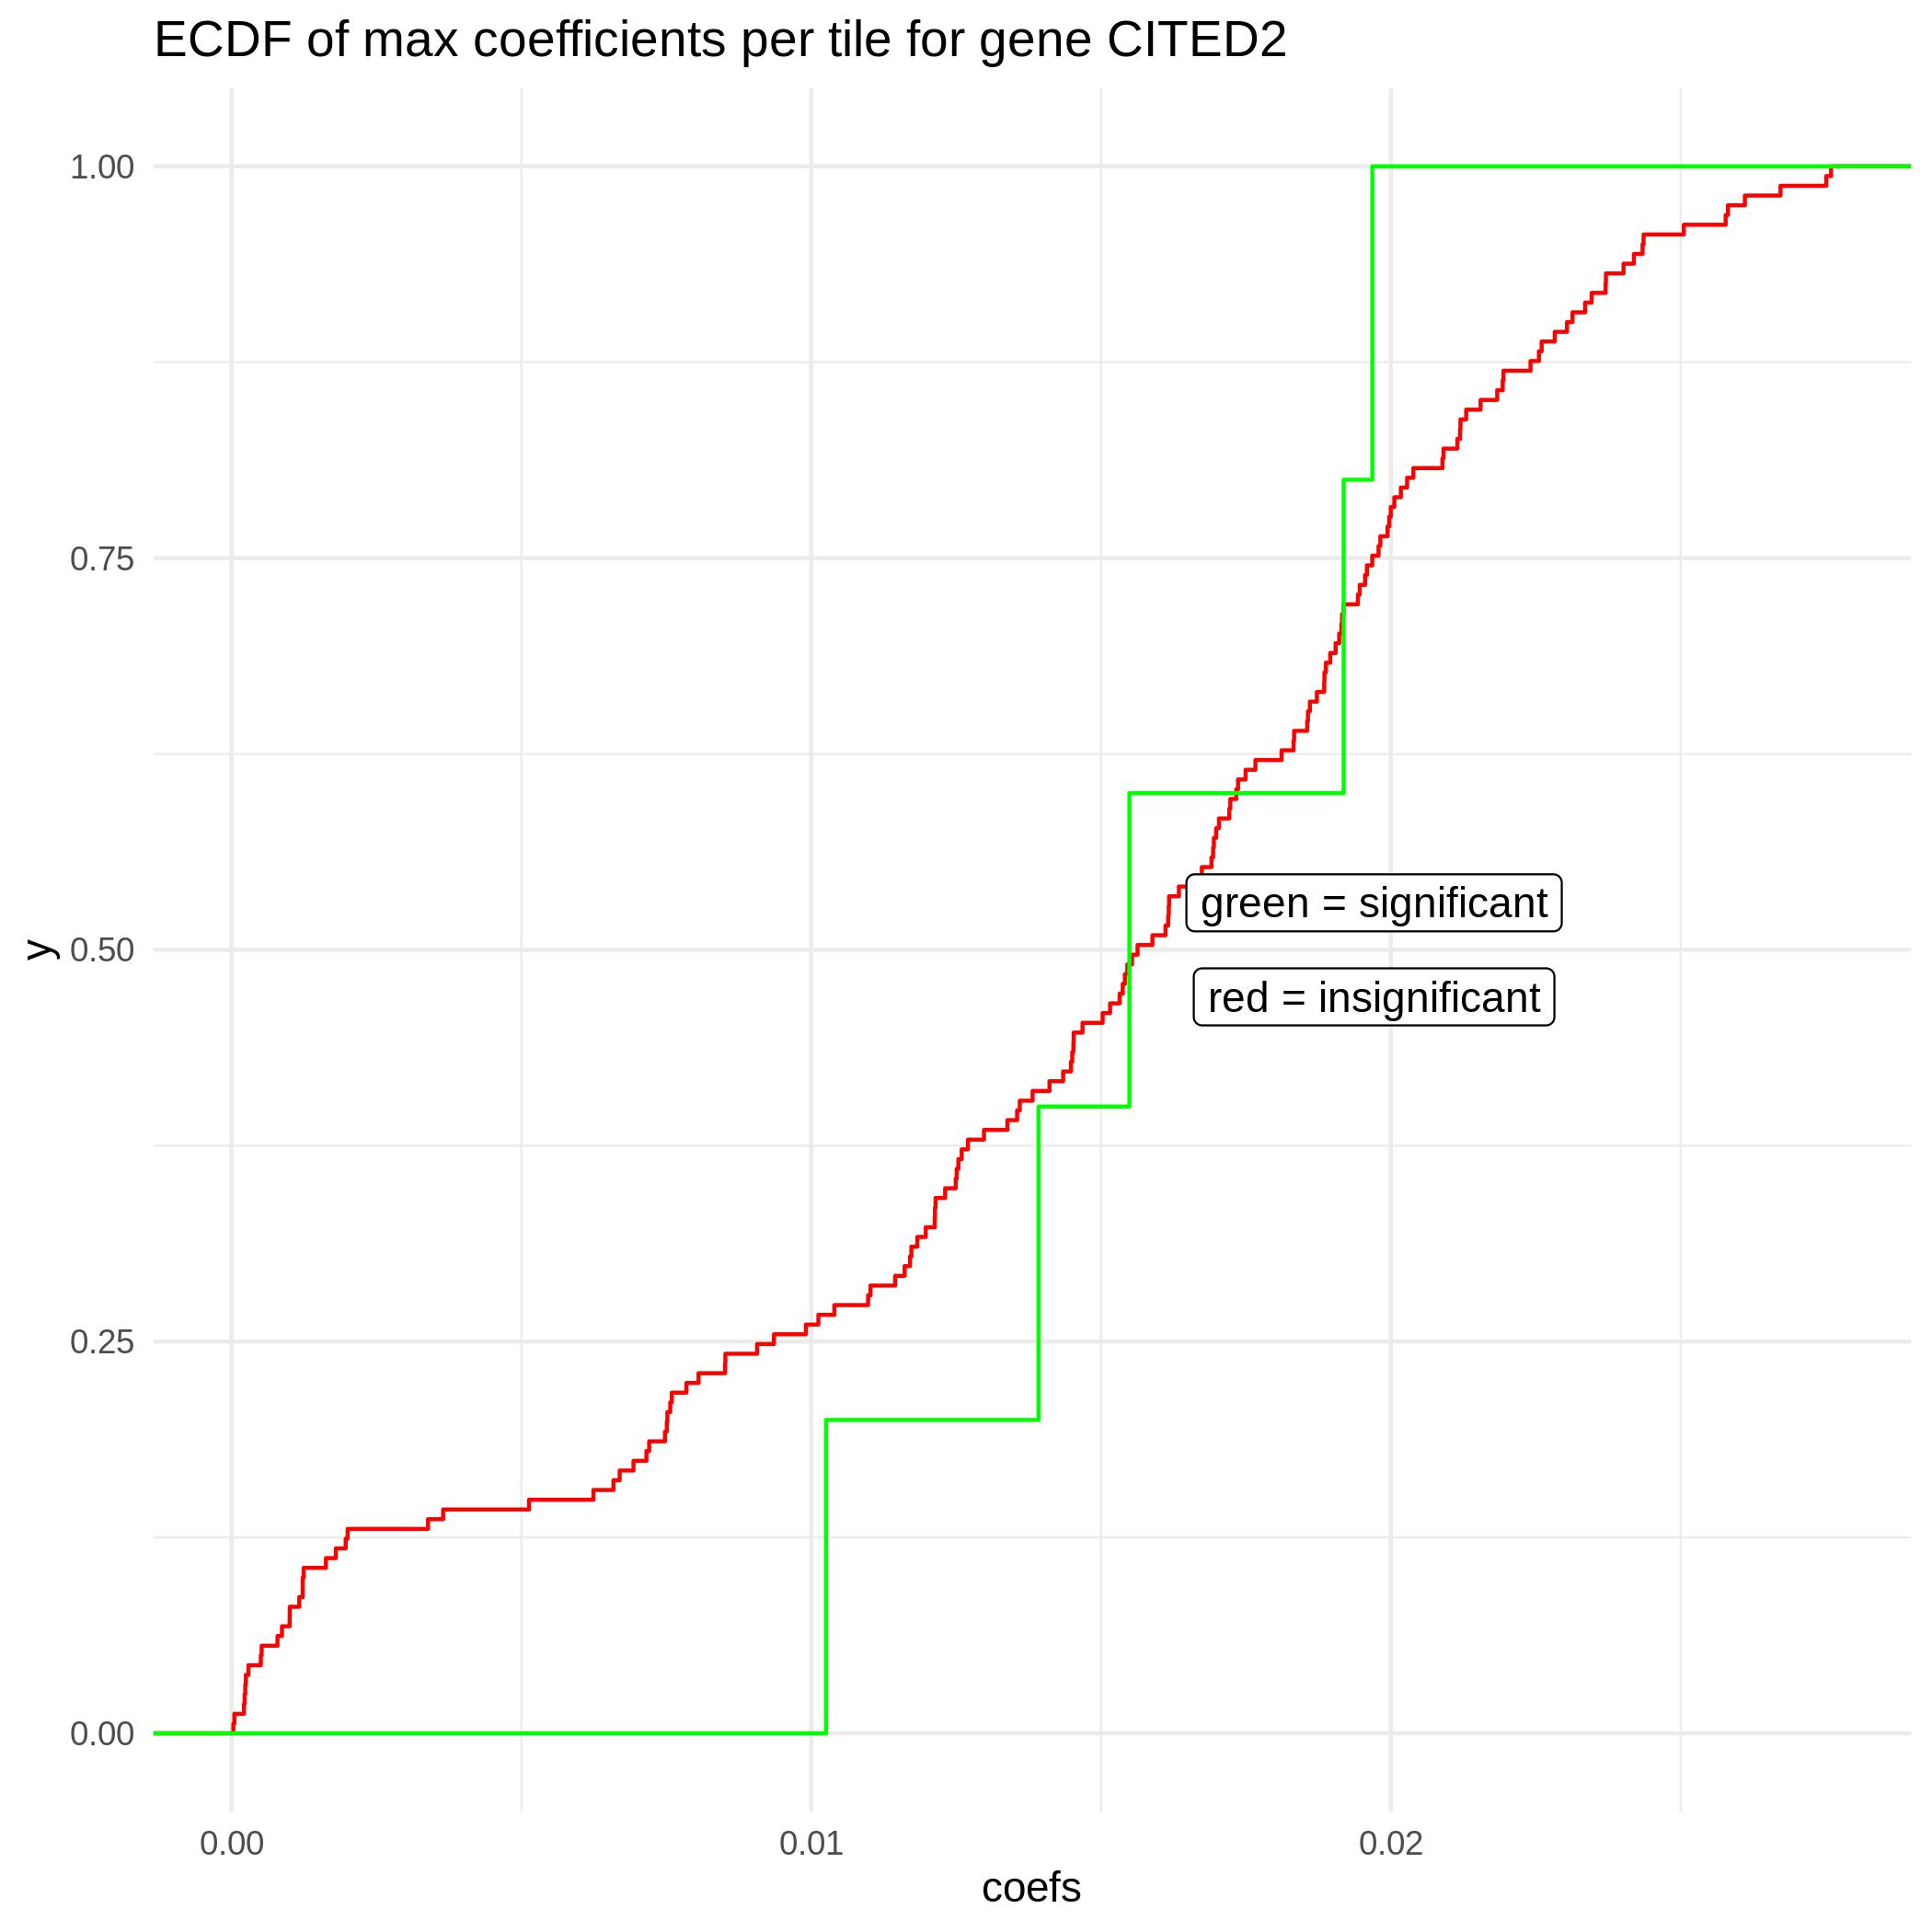 ECDF of max coefficients per tile for gene CITED2
1.00
0.75
0.50
0.25
0.00
y
green = significant
red = insignificant
0.00
0.01
0.02
coefs